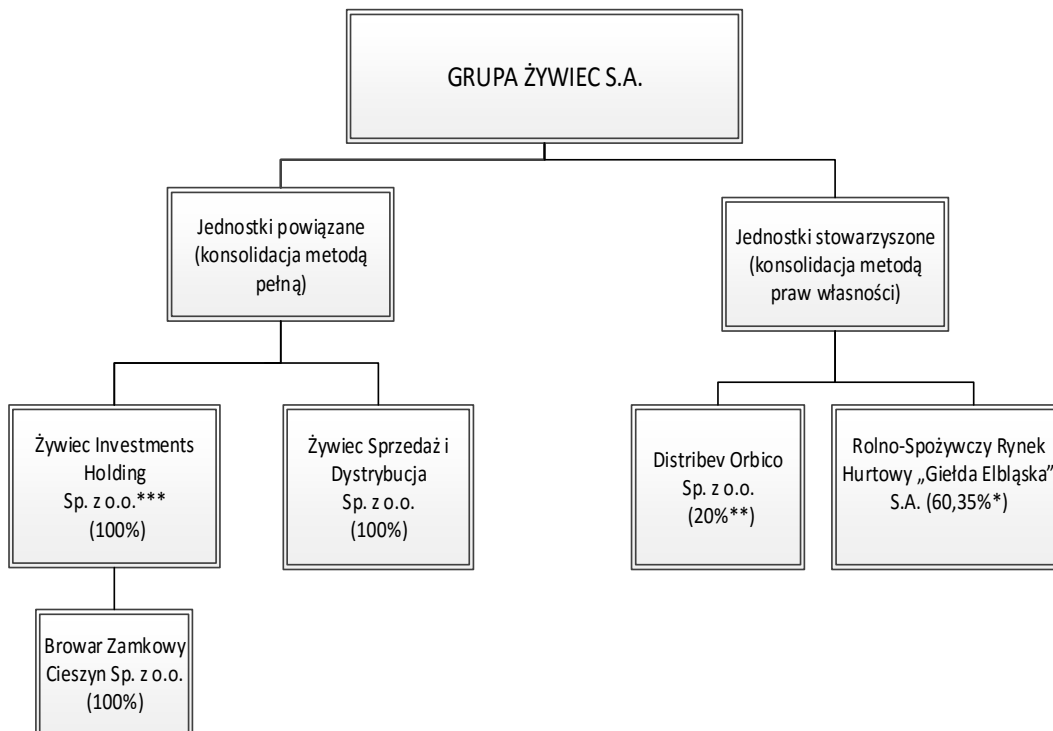 GRUPA ŻYWIEC S.A.
Jednostki powiązane
(konsolidacja metodą
pełną)
Jednostki stowarzyszone
(konsolidacja metodą
praw własności)
Żywiec Investments
Holding
Sp. z o.o.***
(100%)
Żywiec Sprzedaż i
Dystrybucja
Sp. z o.o.
(100%)
Distribev Orbico
Sp. z o.o.
(20%**)
Rolno-Spożywczy Rynek
Hurtowy „Giełda Elbląska”
S.A. (60,35%*)
Browar Zamkowy
Cieszyn Sp. z o.o.
(100%)